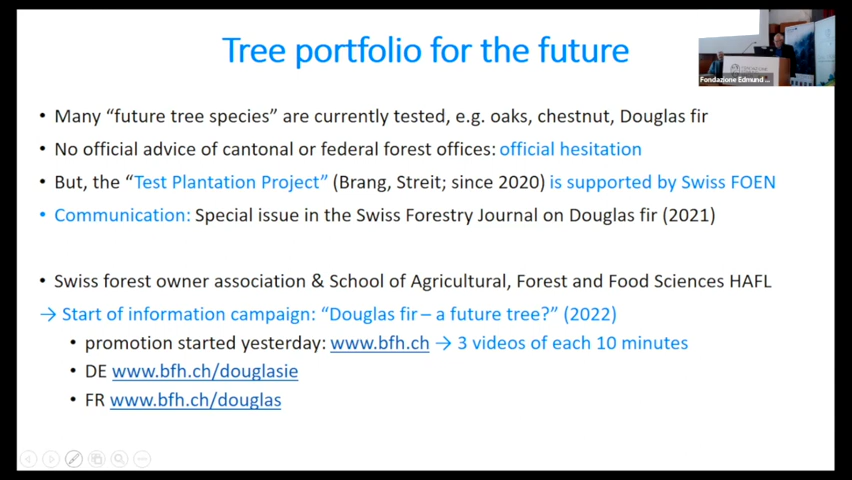 Tree portfolio for the future
Fondazione Edmund
• Many “future tree species” are currently tested, e.g. oaks, chestnut, Douglas fir
• No official advice of cantonal or federal forest offices: official hesitation
• But, the “Test Plantation Project” (Brang, Streit; since 2020) is supported by Swiss FOEN
• Communication: Special issue in the Swiss Forestry Journal on Douglas fir (2021)
• Swiss forest owner association & School of Agricultural, Forest and Food Sciences HAFL
→ Start of information campaign: “Douglas fir – a future tree?” (2022)
• promotion started yesterday: www.bfh.ch → 3 videos of each 10 minutes
• DE www.bfh.ch/douglasie
• FR www.bfh.ch/douglas